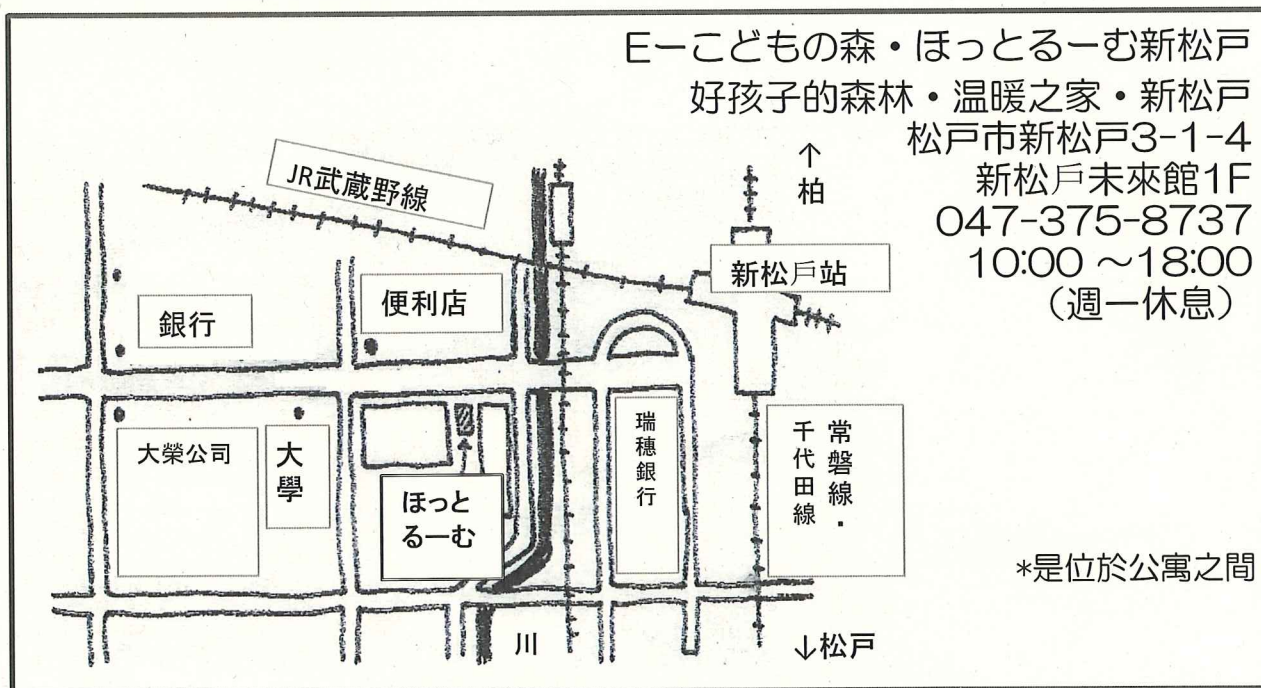 Eーこどもの森・ほっとるーむ新松戸
好孩子的森林・温暖之家・新松戸
松戸市新松戸3-1-4
新松戶未來館1F
047-375-8737
10:00 ～18:00
（週一休息）
↑
柏
JR武蔵野線
新松戶站
便利店
銀行
大榮公司
大學
ほっと
るーむ
瑞穗銀行
常磐線・
千代田線
*是位於公寓之間
川
↓松戸